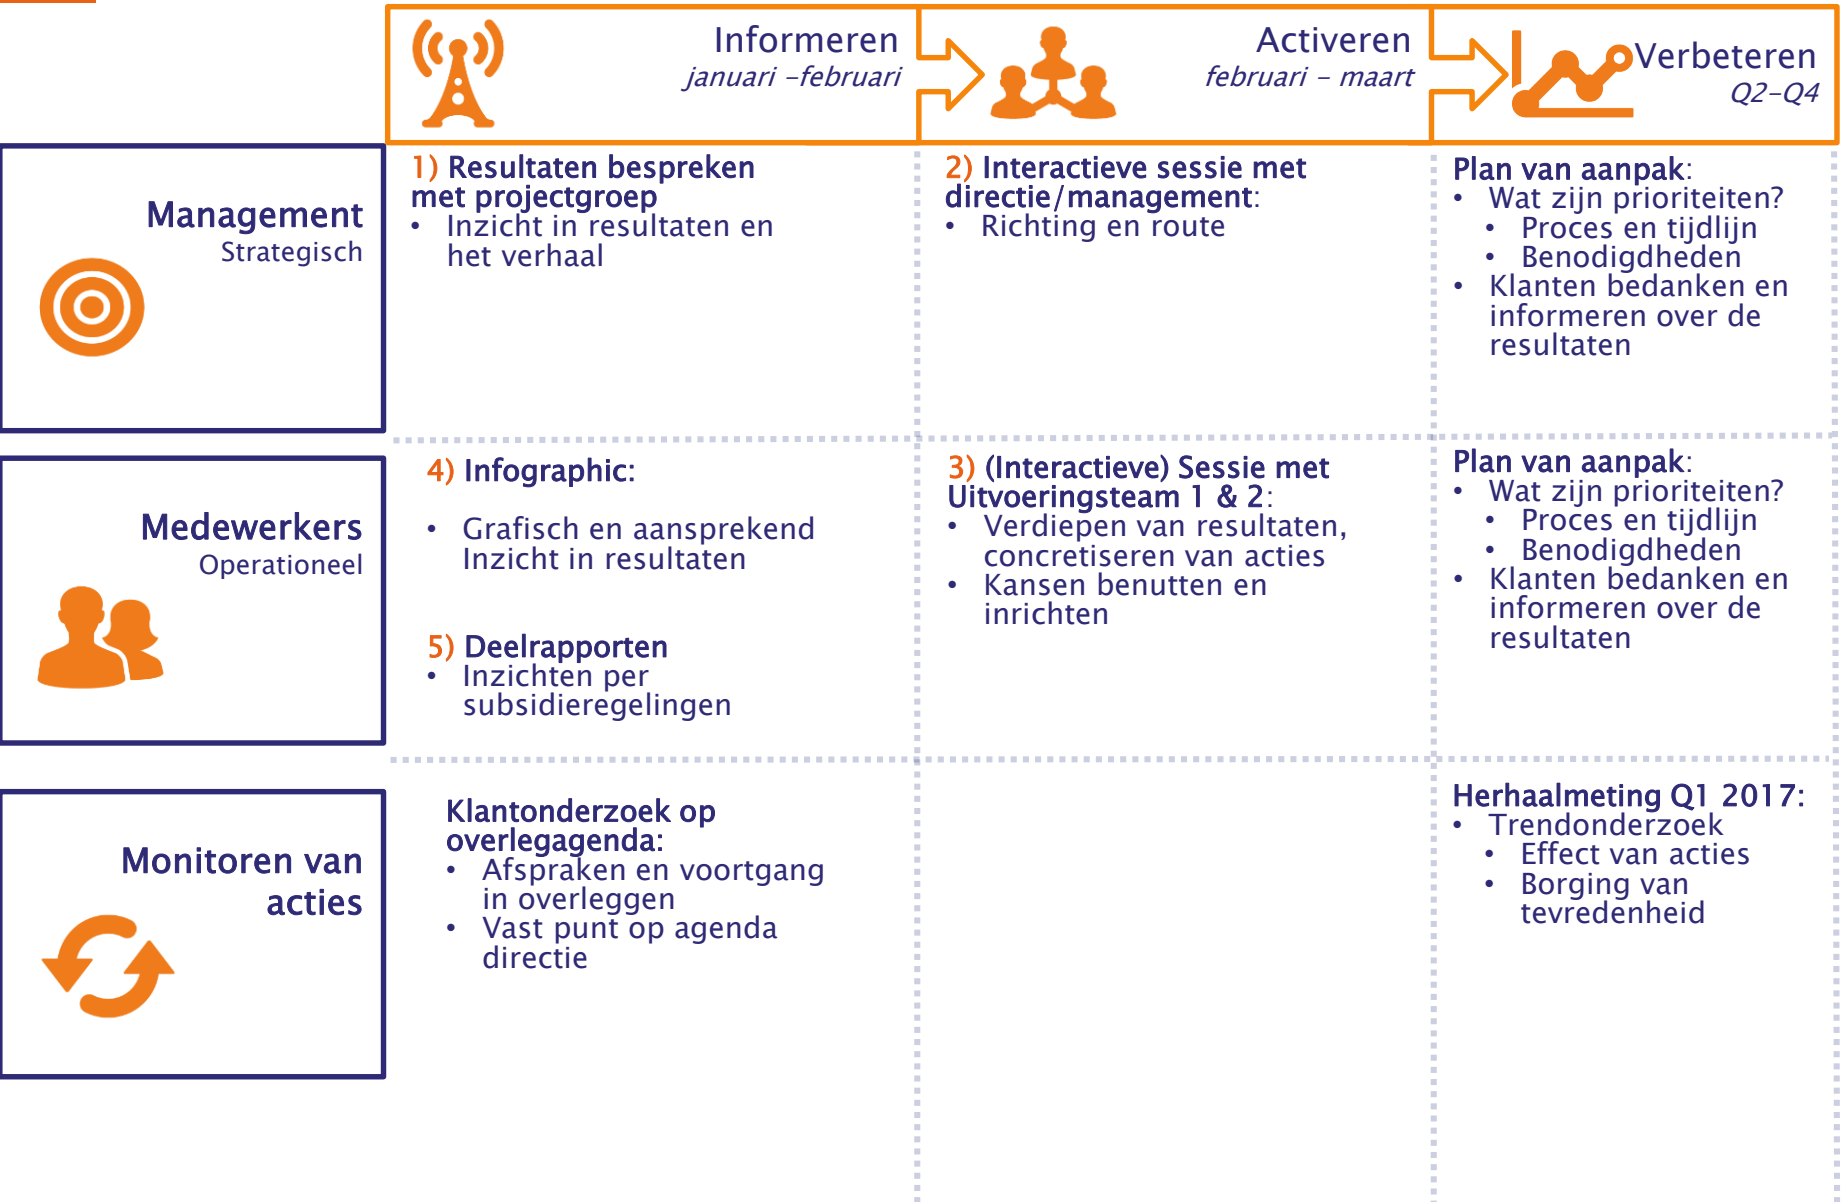 Informeren
januari -februari
Activeren
februari - maart
Verbeteren
Q2-Q4
Management
Strategisch
1) Resultaten bespreken
met projectgroep
• Inzicht in resultaten en
het verhaal
2) Interactieve sessie met
directie/management:
• Richting en route
Plan van aanpak:
• Wat zijn prioriteiten?
• Proces en tijdlijn
• Benodigdheden
• Klanten bedanken en
informeren over de
resultaten
Medewerkers
Operationeel
4) Infographic:
• Grafisch en aansprekend
Inzicht in resultaten
5) Deelrapporten
• Inzichten per
subsidieregelingen
3) (Interactieve) Sessie met
Uitvoeringsteam 1 & 2:
• Verdiepen van resultaten,
concretiseren van acties
• Kansen benutten en
inrichten
Plan van aanpak:
• Wat zijn prioriteiten?
• Proces en tijdlijn
• Benodigdheden
• Klanten bedanken en
informeren over de
resultaten
Monitoren van
acties
Klantonderzoek op
overlegagenda:
• Afspraken en voortgang
in overleggen
• Vast punt op agenda
directie
Herhaalmeting Q1 2017:
• Trendonderzoek
• Effect van acties
• Borging van
tevredenheid